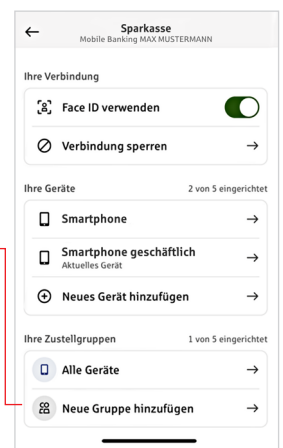 Sparkasse
Mobile Banking MAX MUSTERMANN
Ihre Verbindung
Face ID verwenden
Verbindung sperren
Ihre Geräte 2 von 5 eingerichtet
Smartphone
Smartphone geschäftlich
Aktuelles Gerät
Neues Gerät hinzufügen
Ihre Zustellgruppen 1 von 5 eingerichtet
Alle Geräte
Neue Gruppe hinzufügen